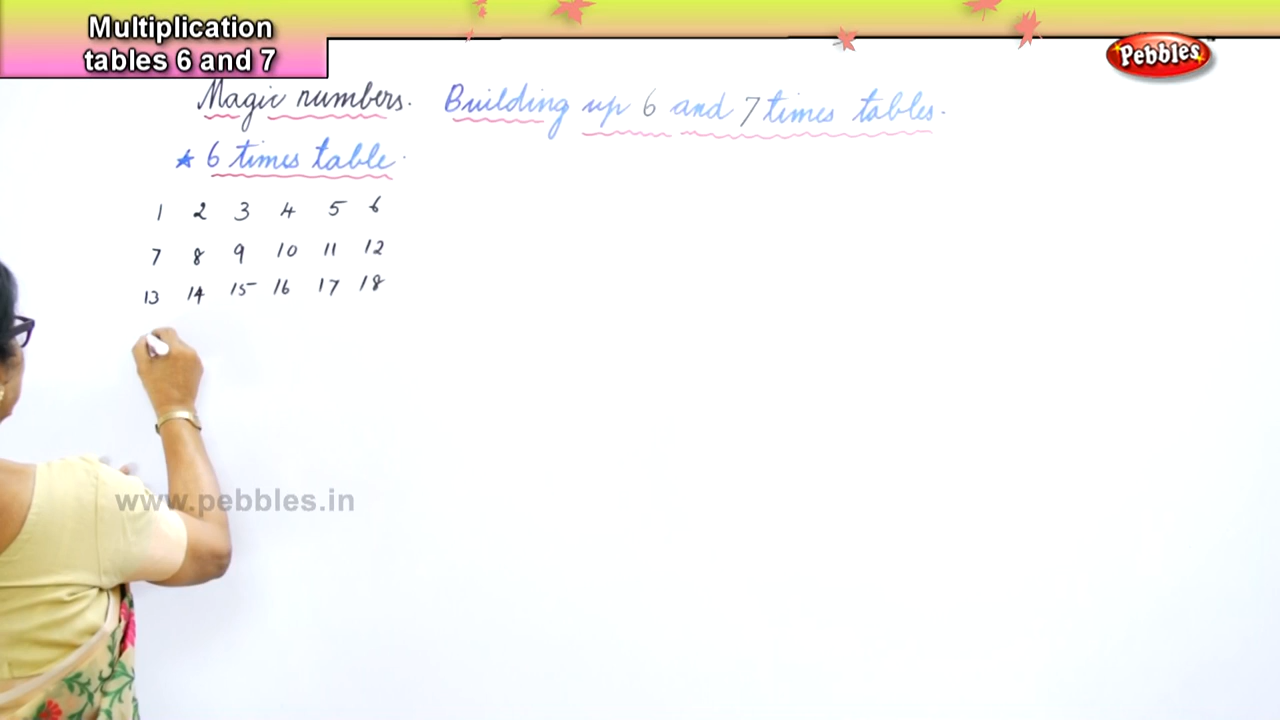 Multiplication
tables 6 and 7
Pebbles
Magic numbers. Building up 6 and 7 times tables.
★ 6 times table.
1 2 3 4 5 6
7 8 9 10 11 12
13 14 15 16 17 18
www.pebbles.in